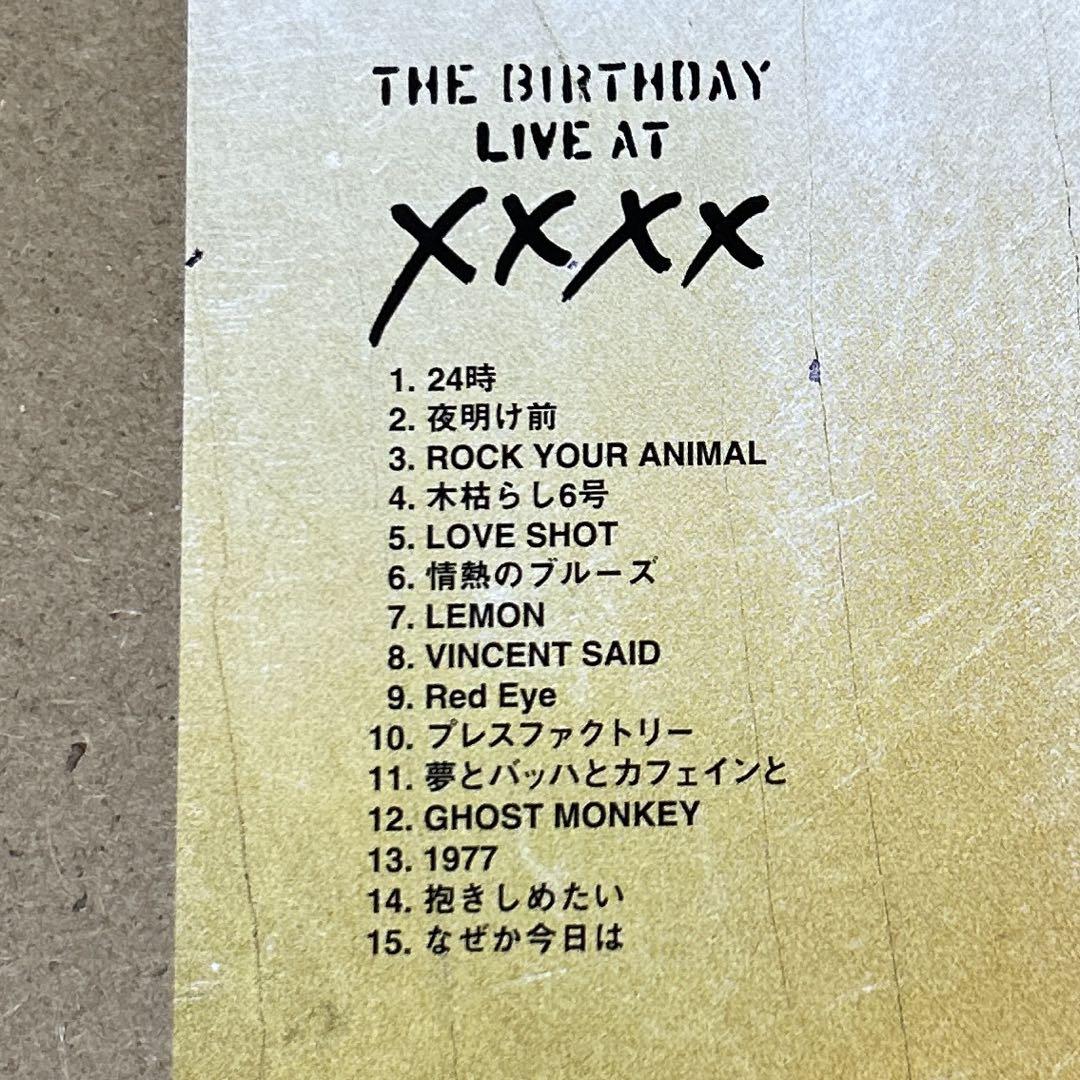 THE BIRTHDAY
LIVE AT
XXXX
1. 24時
2. 夜明け前
3. ROCK YOUR ANIMAL
4. 木枯らし6号
5. LOVE SHOT
6. 情熱のブルーズ
7. LEMON
8. VINCENT SAID
9. Red Eye
10. プレスファクトリー
11. 夢とバッハとカフェインと
12. GHOST MONKEY
13. 1977
14. 抱きしめたい
15. なぜか今日は